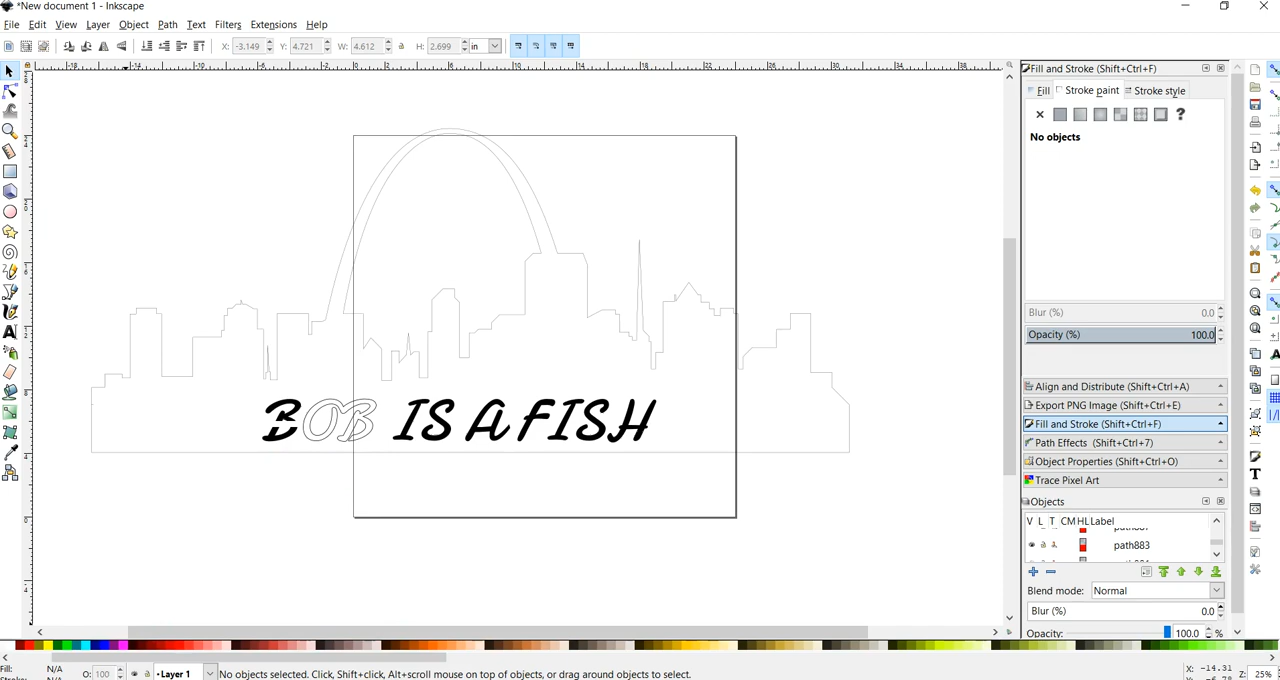 *New document 1 - Inkscape
File Edit View Layer Object Path Text Filters Extensions Help
X: -3.149 Y: 4.721 W: 4.612 H: 2.699 in
Fill and Stroke (Shift+Ctrl+F)
Fill Stroke paint Stroke style
No objects
Blur (%) 0.0
Opacity (%) 100.0
Align and Distribute (Shift+Ctrl+A)
Export PNG Image (Shift+Ctrl+E)
Fill and Stroke (Shift+Ctrl+F)
Path Effects (Shift+Ctrl+7)
Object Properties (Shift+Ctrl+O)
Trace Pixel Art
Objects
V L T CM HL Label
path883
Blend mode: Normal
Blur (%) 0.0
Opacity: 100.0 %
BOB IS A FISH
Fill: N/A
O: 100 •Layer 1 No objects selected. Click, Shift+click, Alt+scroll mouse on top of objects, or drag around objects to select.
X: -14.31
Z: 25%